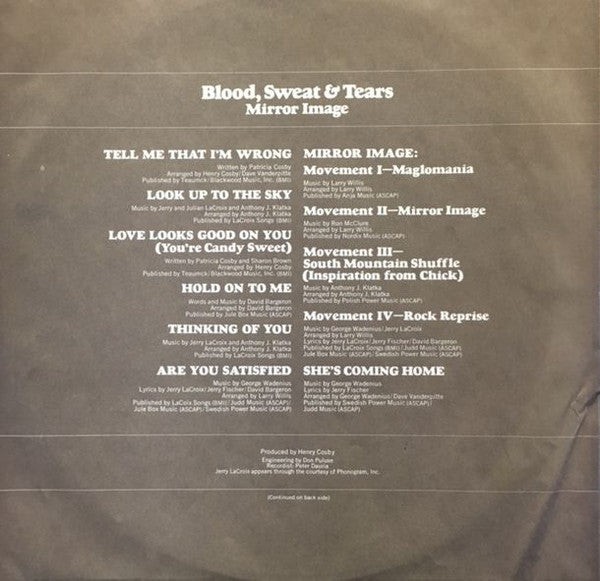 Blood, Sweat & Tears
Mirror Image
TELL ME THAT I'M WRONG
Written by Patricia Cosby
Arranged by Henry Cosby/Dave Vanderpitte
Published by Teaumick/Blackwood Music, Inc. (BMI)
LOOK UP TO THE SKY
Music by Jerry and Julian LaCroix and Anthony J. Klatka
Arranged by Anthony J. Klatka
Published by LaCroix Songs (BMI)
LOVE LOOKS GOOD ON YOU
(You're Candy Sweet)
Written by Patricia Cosby and Sharon Brown
Arranged by Henry Cosby
Published by Teaumick/Blackwood Music, Inc. (BMI)
HOLD ON TO ME
Words and Music by David Bargeron
Arranged by David Bargeron
Published by Jule Box Music (ASCAP)
THINKING OF YOU
Music by Jerry LaCroix and Anthony J. Klatka
Arranged by Anthony J. Klatka
Published by LaCroix Songs (BMI)
ARE YOU SATISFIED
Music by George Wadenius
Lyrics by Jerry LaCroix/Jerry Fischer/David Bargeron
Arranged by Larry Willis
Published by LaCroix Songs (BMI)/Judd Music (ASCAP)/
Jule Box Music (ASCAP)/Swedish Power Music (ASCAP)
MIRROR IMAGE:
Movement I—Maglomania
Music by Larry Willis
Arranged by Larry Willis
Published by Anja Music (ASCAP)
Movement II—Mirror Image
Music by Ron McClure
Arranged by Larry Willis
Published by Nordix Music (ASCAP)
Movement III—
South Mountain Shuffle
(Inspiration from Chick)
Music by Anthony J. Klatka
Arranged by Anthony J. Klatka
Published by Polish Power Music (ASCAP)
Movement IV—Rock Reprise
Music by George Wadenius/Jerry LaCroix
Arranged by Larry Willis
Lyrics by Jerry LaCroix/Jerry Fischer/David Bargeron
Published by LaCroix Songs (BMI)/Judd Music (ASCAP)
Jule Box Music (ASCAP)/Swedish Power Music (ASCAP)
SHE'S COMING HOME
Music by George Wadenius
Lyrics by Jerry Fischer
Arranged by George Wadenius/Dave Vanderpitte
Published by Swedish Power Music (ASCAP)/
Judd Music (ASCAP)
Produced by Henry Cosby
Engineering by Don Puluse
Recordist: Peter Dauria
Jerry LaCroix appears through the courtesy of Phonogram, Inc.
(Continued on back side)